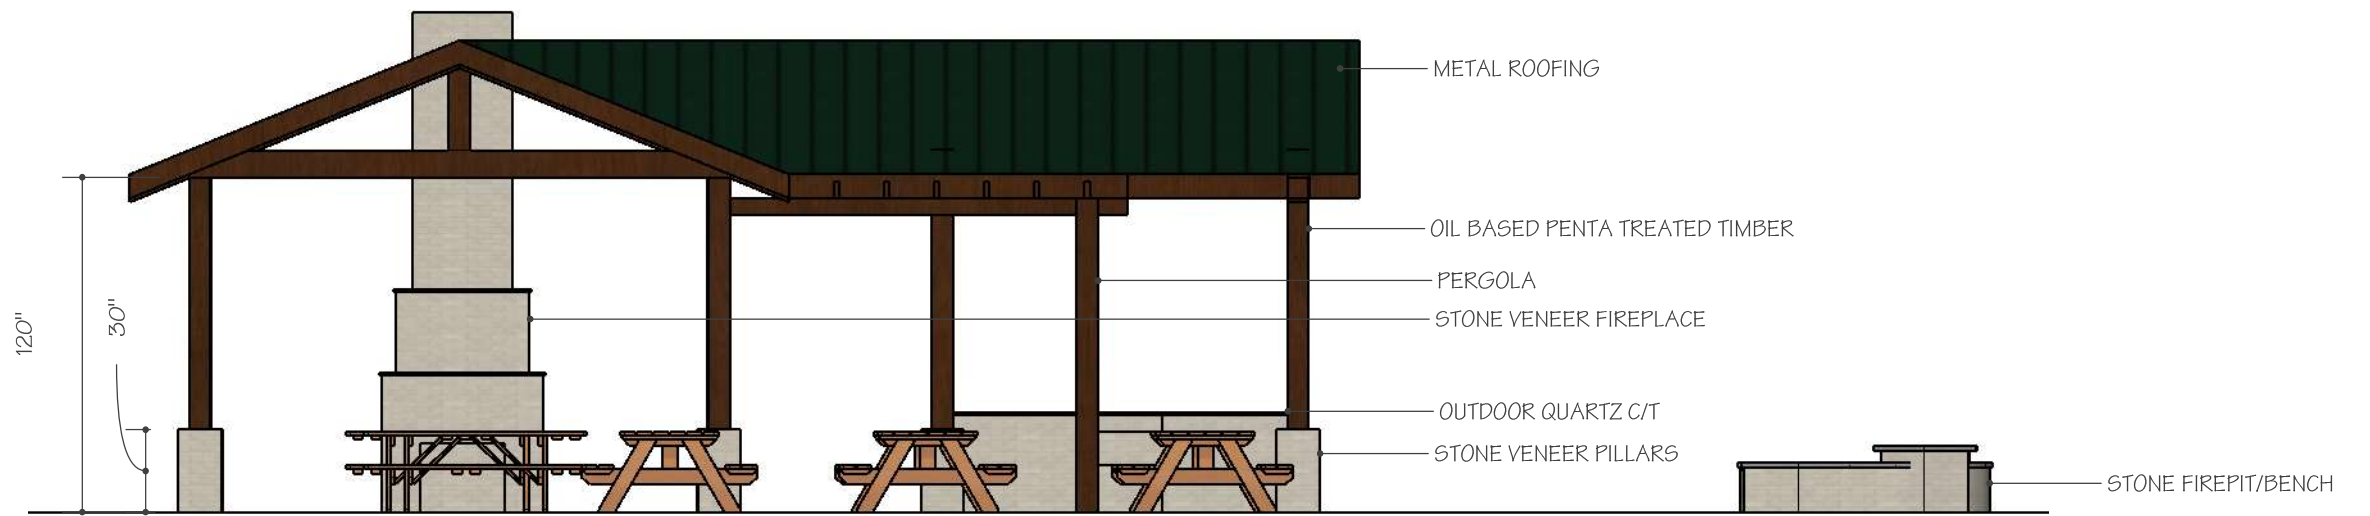 METAL ROOFING
OIL BASED PENTA TREATED TIMBER
PERGOLA
STONE VENEER FIREPLACE
120"
30"
OUTDOOR QUARTZ C/T
STONE VENEER PILLARS
STONE FIREPIT/BENCH